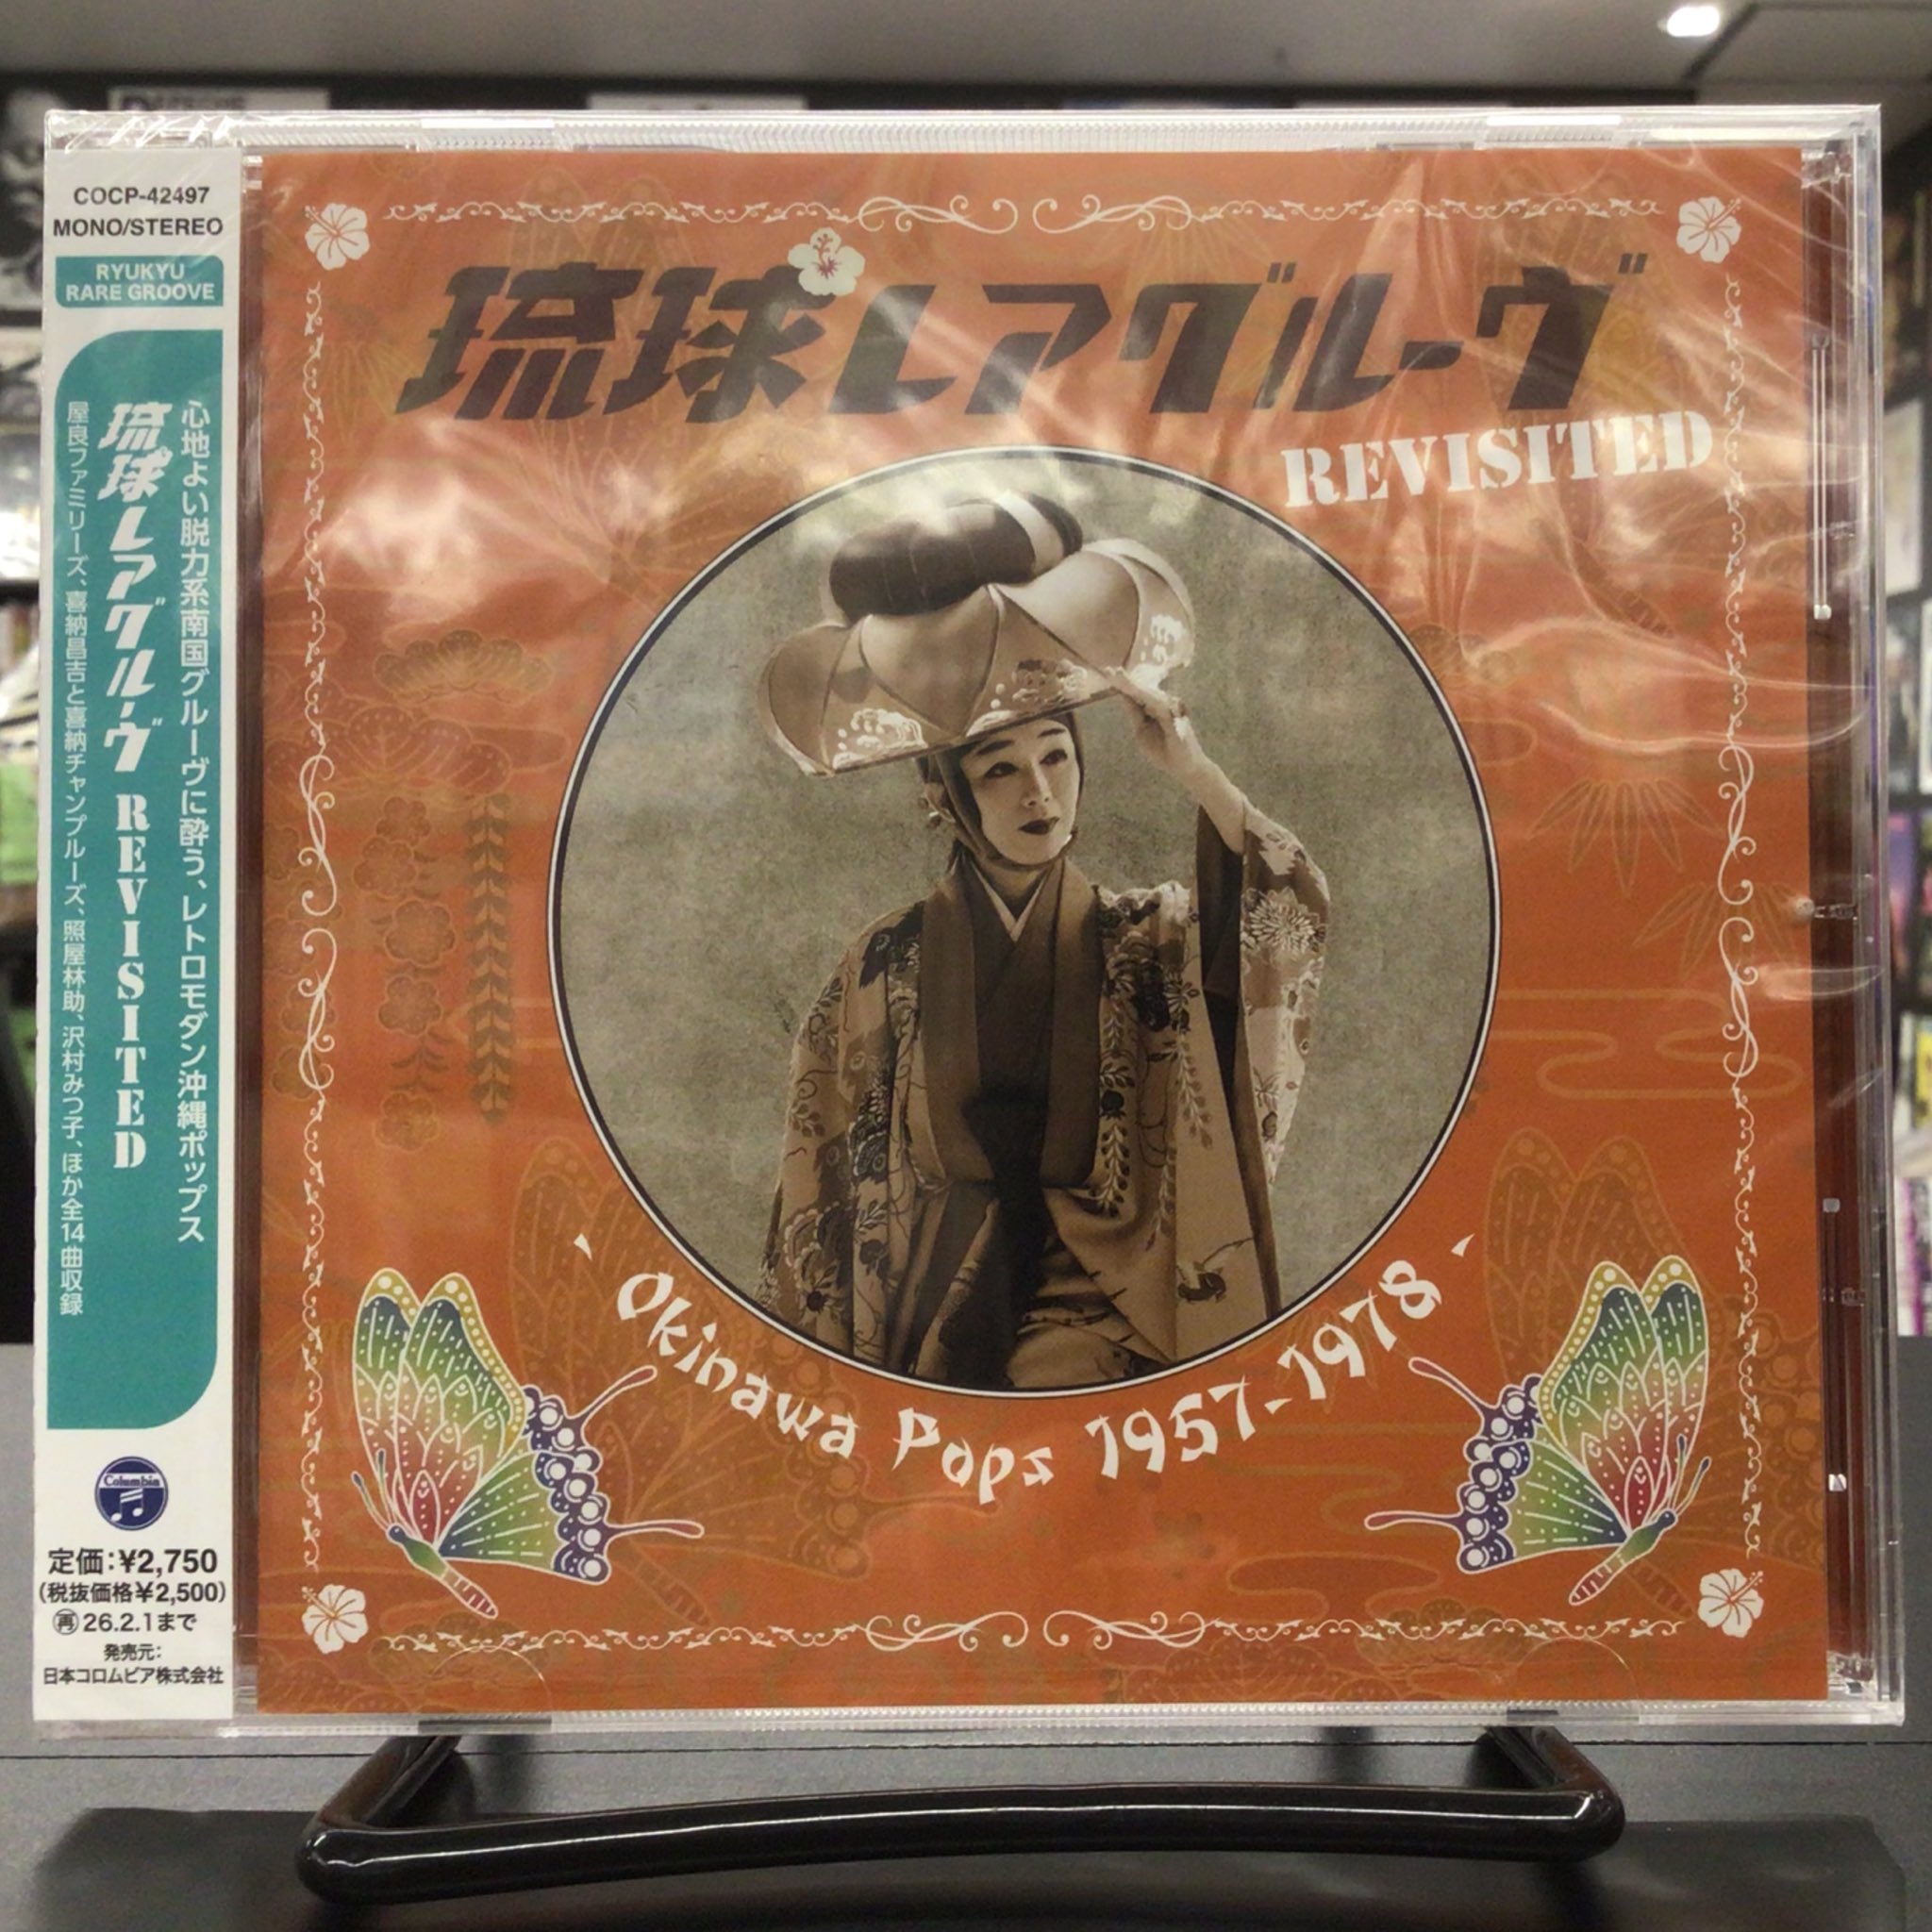 COCP-42497
MONO/STEREO
RYUKYU
RARE GROOVE
心地よい脱力系南国グルーヴに酔う、レトロモダン沖縄ポップス
琉球レアグルーヴ REVISITED
屋良ファミリーズ、喜納昌吉と喜納チャンプルーズ、照屋林助、沢村みつ子、ほか全14曲収録
Columbia
定価:¥2,750
(税抜価格¥2,500)
再 26.2.1まで
発売元:
日本コロムビア株式会社
琉球レアグルーヴ
REVISITED
Okinawa Pops 1957-1978